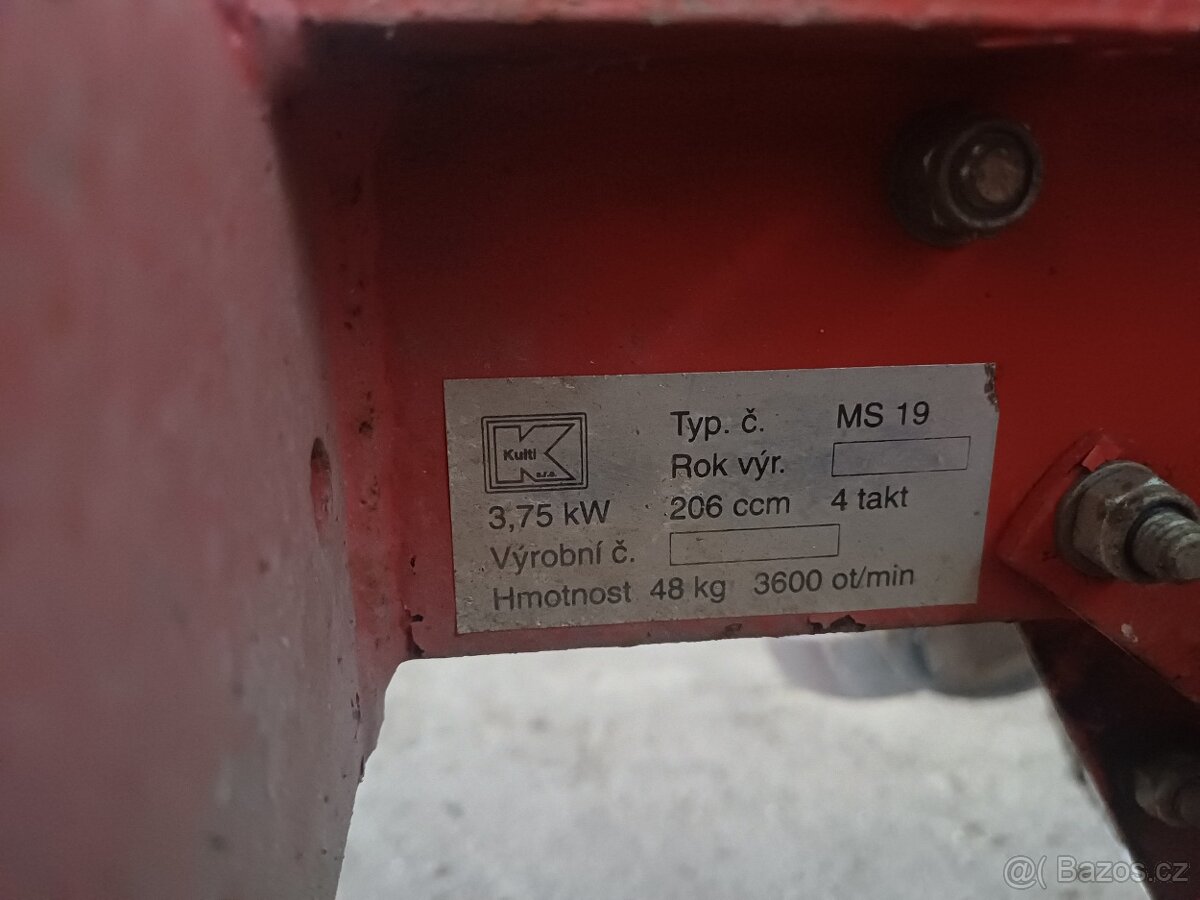 Kulti
s.r.o.
Typ. č. MS 19
Rok výr.
3,75 kW 206 ccm 4 takt
Výrobní č.
Hmotnost 48 kg 3600 ot/min
@( Bazos.cz